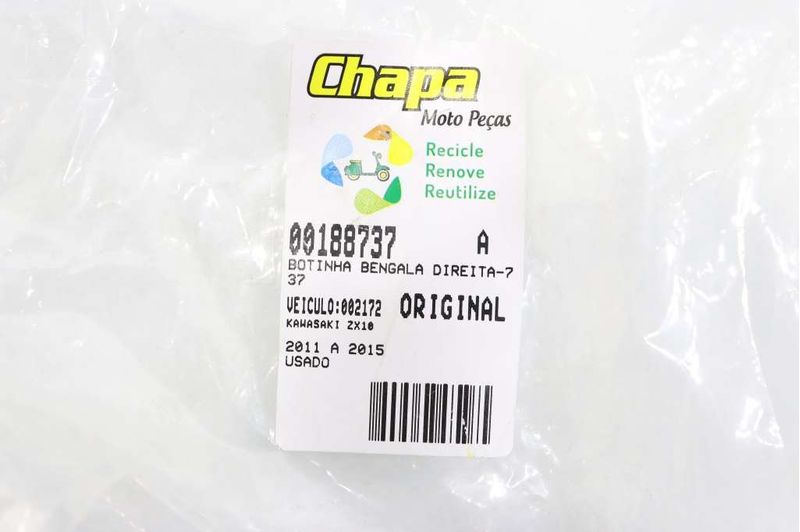 Chapa
Moto Peças
Recicle
Renove
Reutilize
00188737 A
BOTINHA BENGALA DIREITA-7
37
VEICULO:002172 ORIGINAL
KAWASAKI ZX10
2011 A 2015
USADO